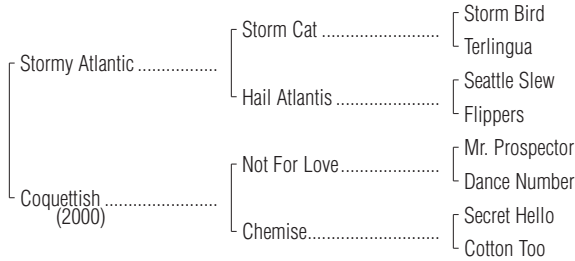 Storm Bird
Storm Cat ........................
Terlingua
Stormy Atlantic ................
Seattle Slew
Hail Atlantis .....................
Flippers
Mr. Prospector
Not For Love....................
Dance Number
Coquettish ......................
(2000)
Secret Hello
Chemise...........................
Cotton Too